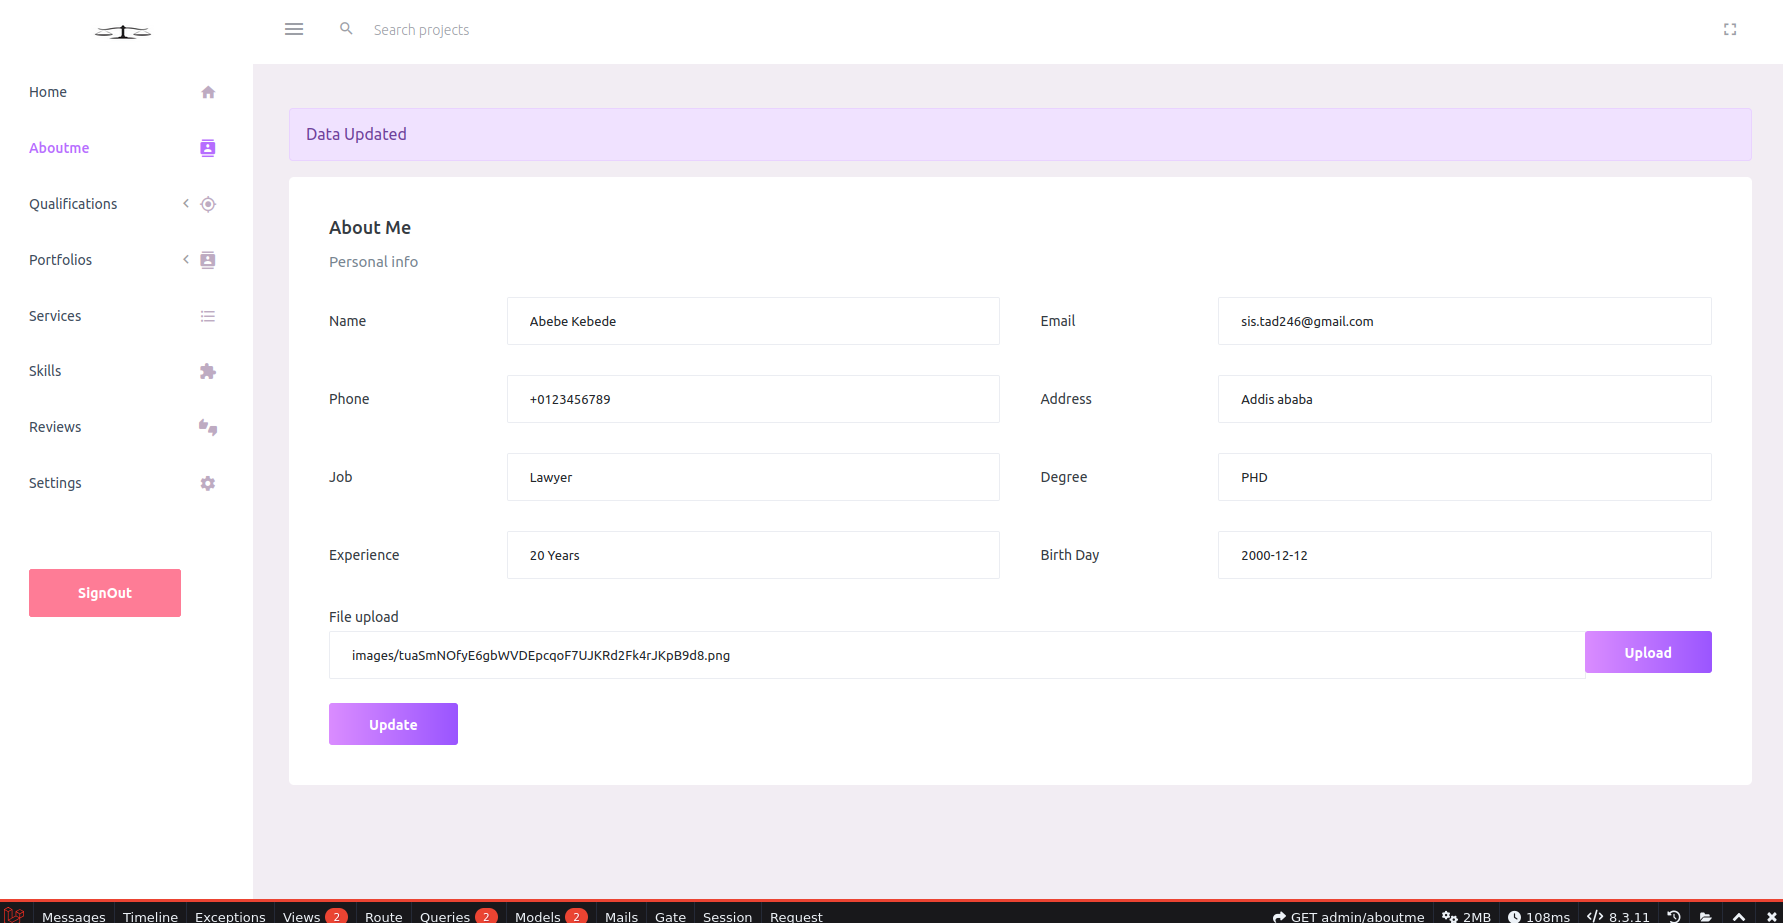 Search projects
Home
Aboutme
Qualifications
Portfolios
Services
Skills
Reviews
Settings
SignOut
Data Updated
About Me
Personal info
Name Abebe Kebede Email sis.tad246@gmail.com
Phone +0123456789 Address Addis ababa
Job Lawyer Degree PHD
Experience 20 Years Birth Day 2000-12-12
File upload
images/tuaSmNOfyE6gbWVDEpcqoF7UJKRd2Fk4rJKpB9d8.png Upload
Update
Messages Timeline Exceptions Views 2 Route Queries 2 Models 2 Mails Gate Session Request GET admin/aboutme 2MB 108ms 8.3.11